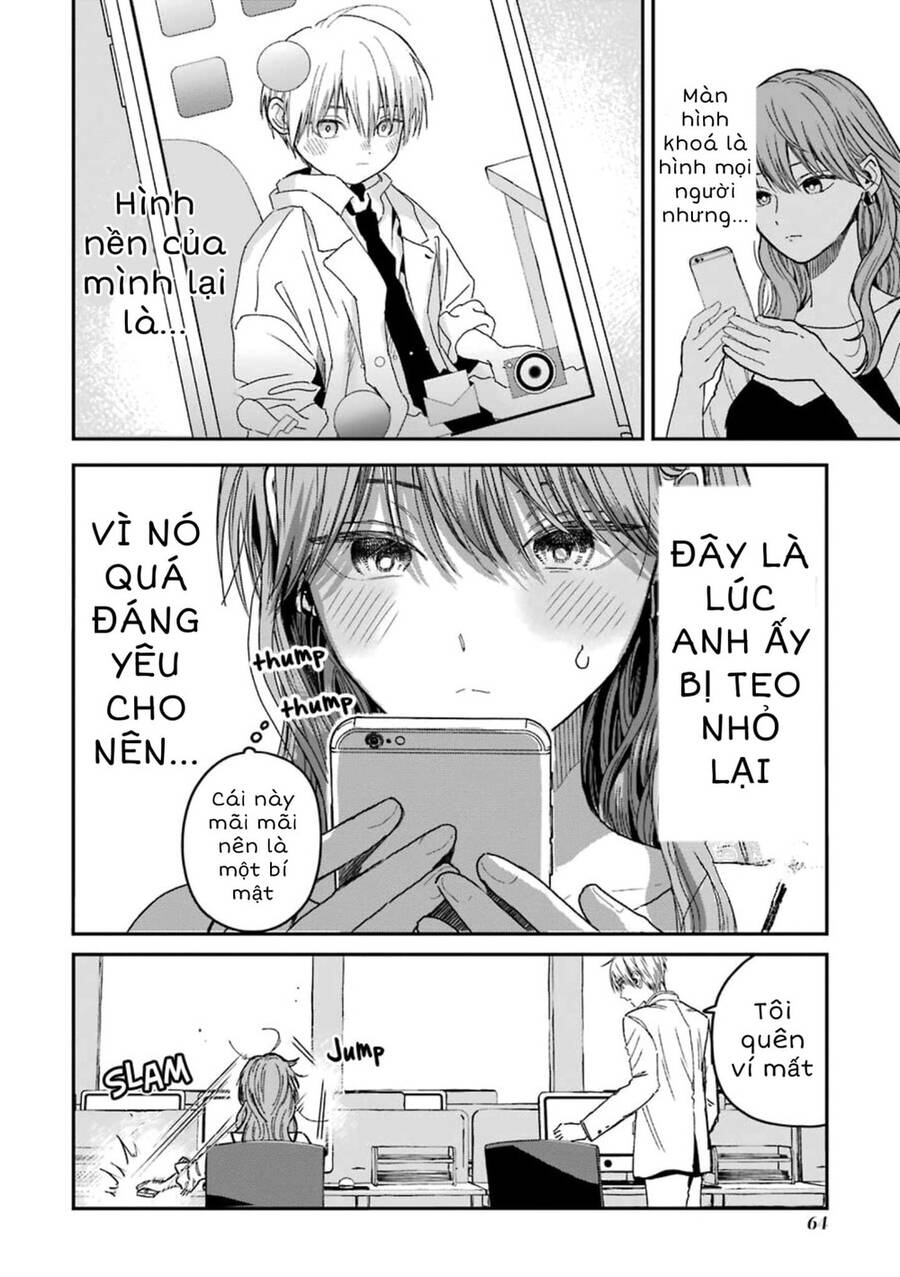 Màn
hình
khoá là
hình mọi
người
nhưng...
Hình
nền của
mình lại
là...
ĐÂY LÀ
LÚC
ANH ẤY
BỊ TEO
NHỎ
LẠI
VÌ NÓ
QUÁ
ĐÁNG
YÊU
CHO
NÊN...
thump
thump
Cái này
mãi mãi
nên là
một bí
mật
Tôi
quên
ví mất
Jump
SLAM
64